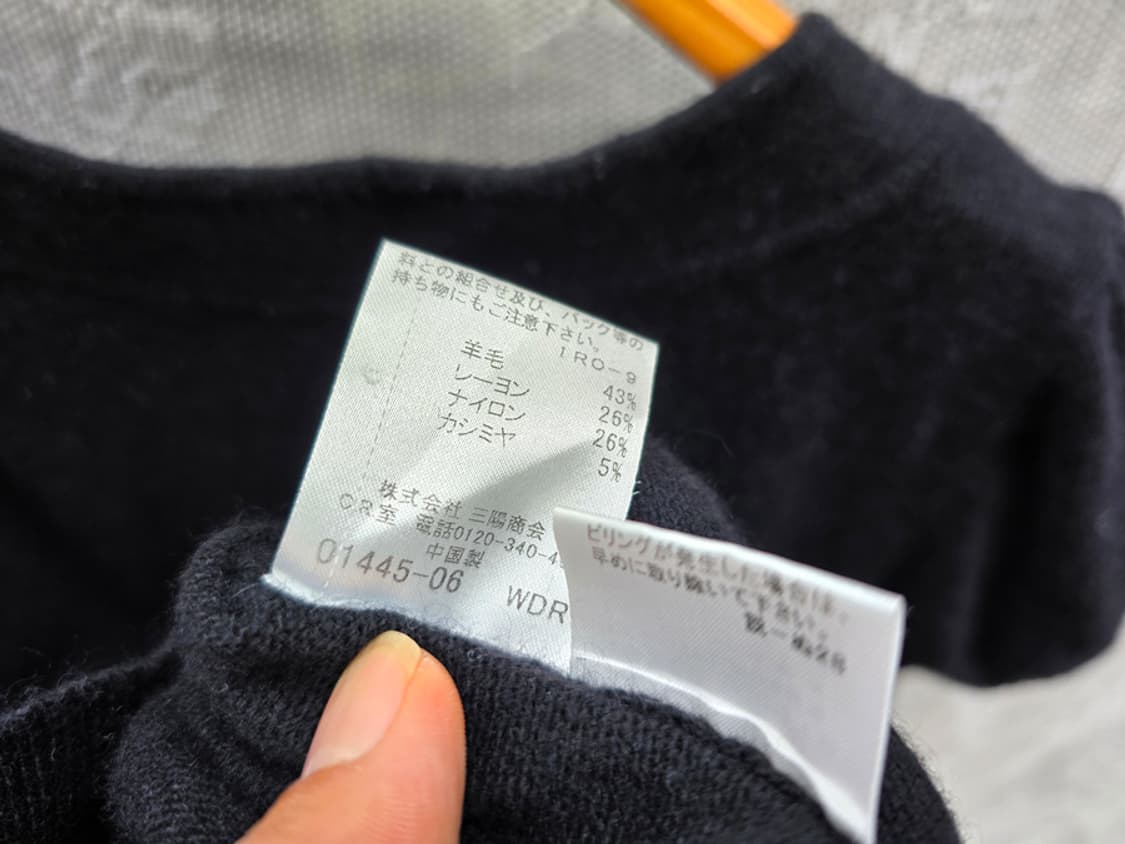 料との組合せ及び、バッグ等の
持ち物にもご注意下さい。
IRO-9
羊毛 43%
レーヨン 26%
ナイロン 26%
カシミヤ 5%
株式会社 三陽商会
CR室 電話0120-340-4
中国製
01445-06 WDR
ピリングが発生した場合は、
早めに取り除いて下さい。